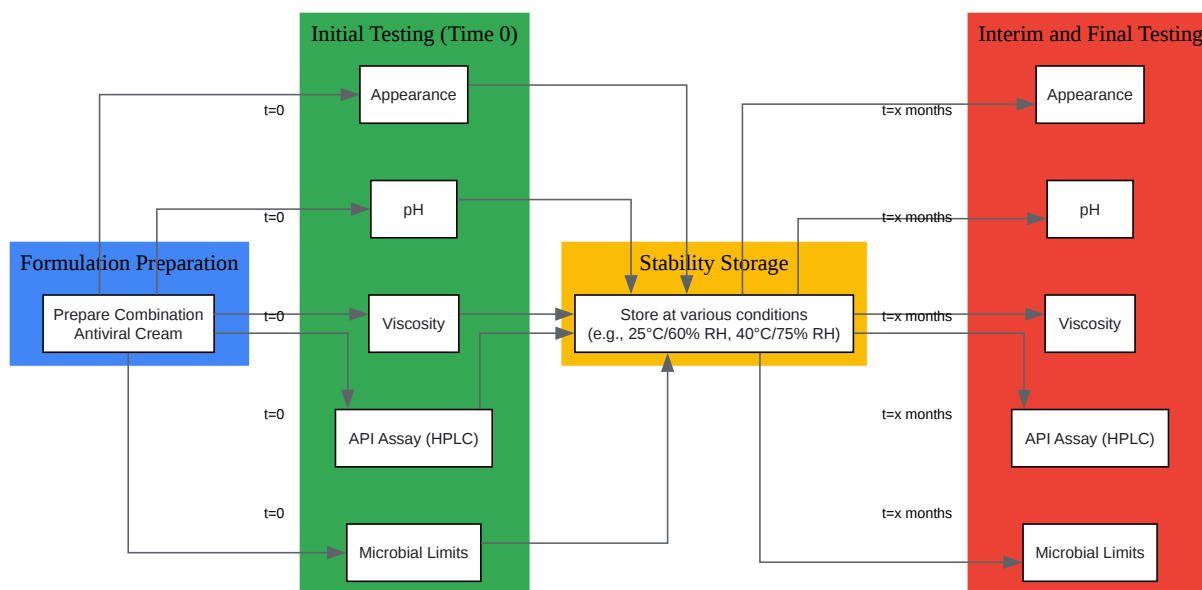 Initial Testing (Time 0)
Interim and Final Testing
Appearance
Appearance
t=0
t=x months
pH
pH
t=0
t=x months
Formulation Preparation
Stability Storage
Prepare Combination
Antiviral Cream
t=0
Viscosity
Store at various conditions
(e.g., 25°C/60% RH, 40°C/75% RH)
t=x months
Viscosity
t=0
t=x months
API Assay (HPLC)
API Assay (HPLC)
t=0
t=x months
Microbial Limits
Microbial Limits